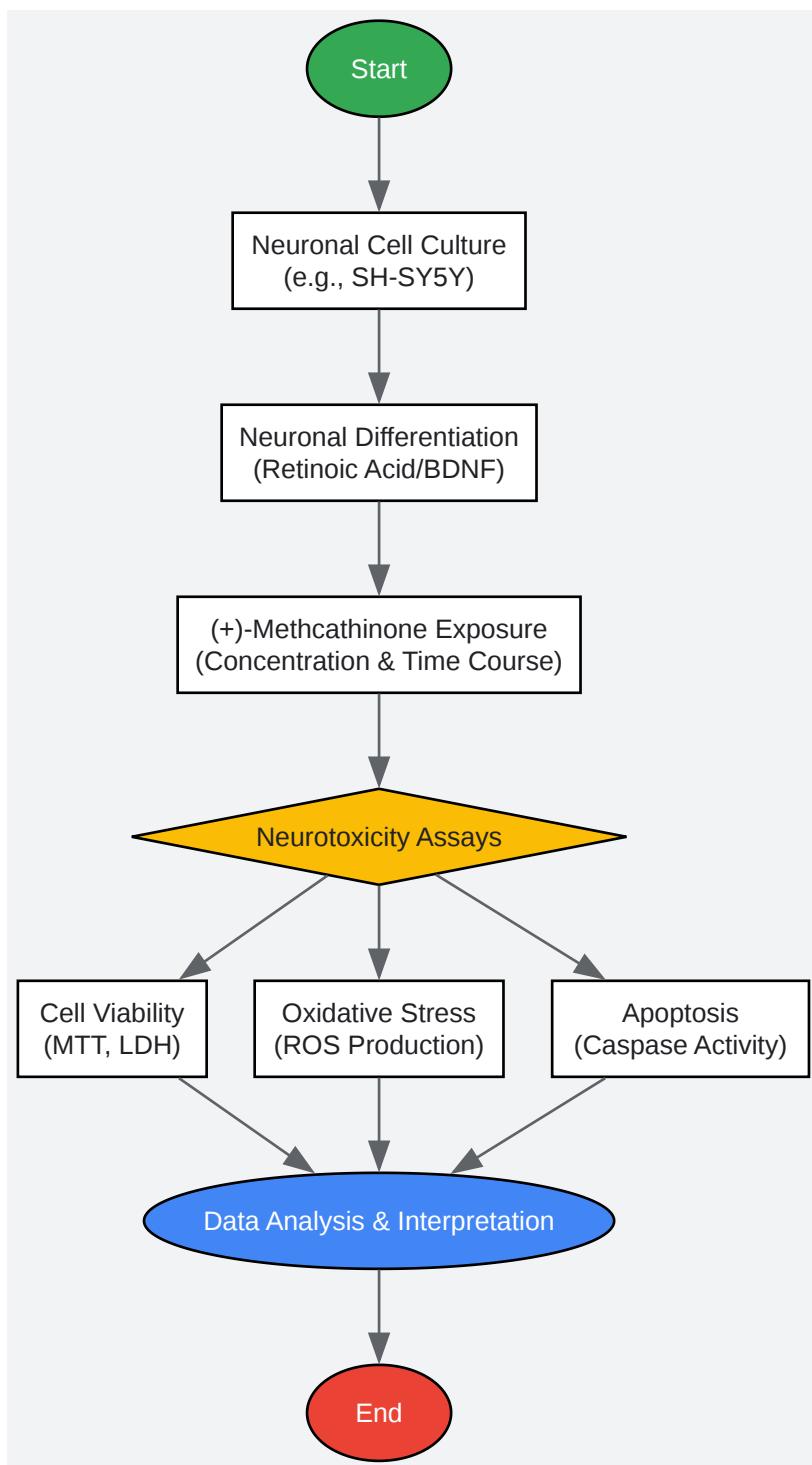 Start
Neuronal Cell Culture
(e.g., SH-SY5Y)
Neuronal Differentiation
(Retinoic Acid/BDNF)
(+)-Methcathinone Exposure
(Concentration & Time Course)
Neurotoxicity Assays
Cell Viability
(MTT, LDH)
Oxidative Stress
(ROS Production)
Apoptosis
(Caspase Activity)
Data Analysis & Interpretation
End